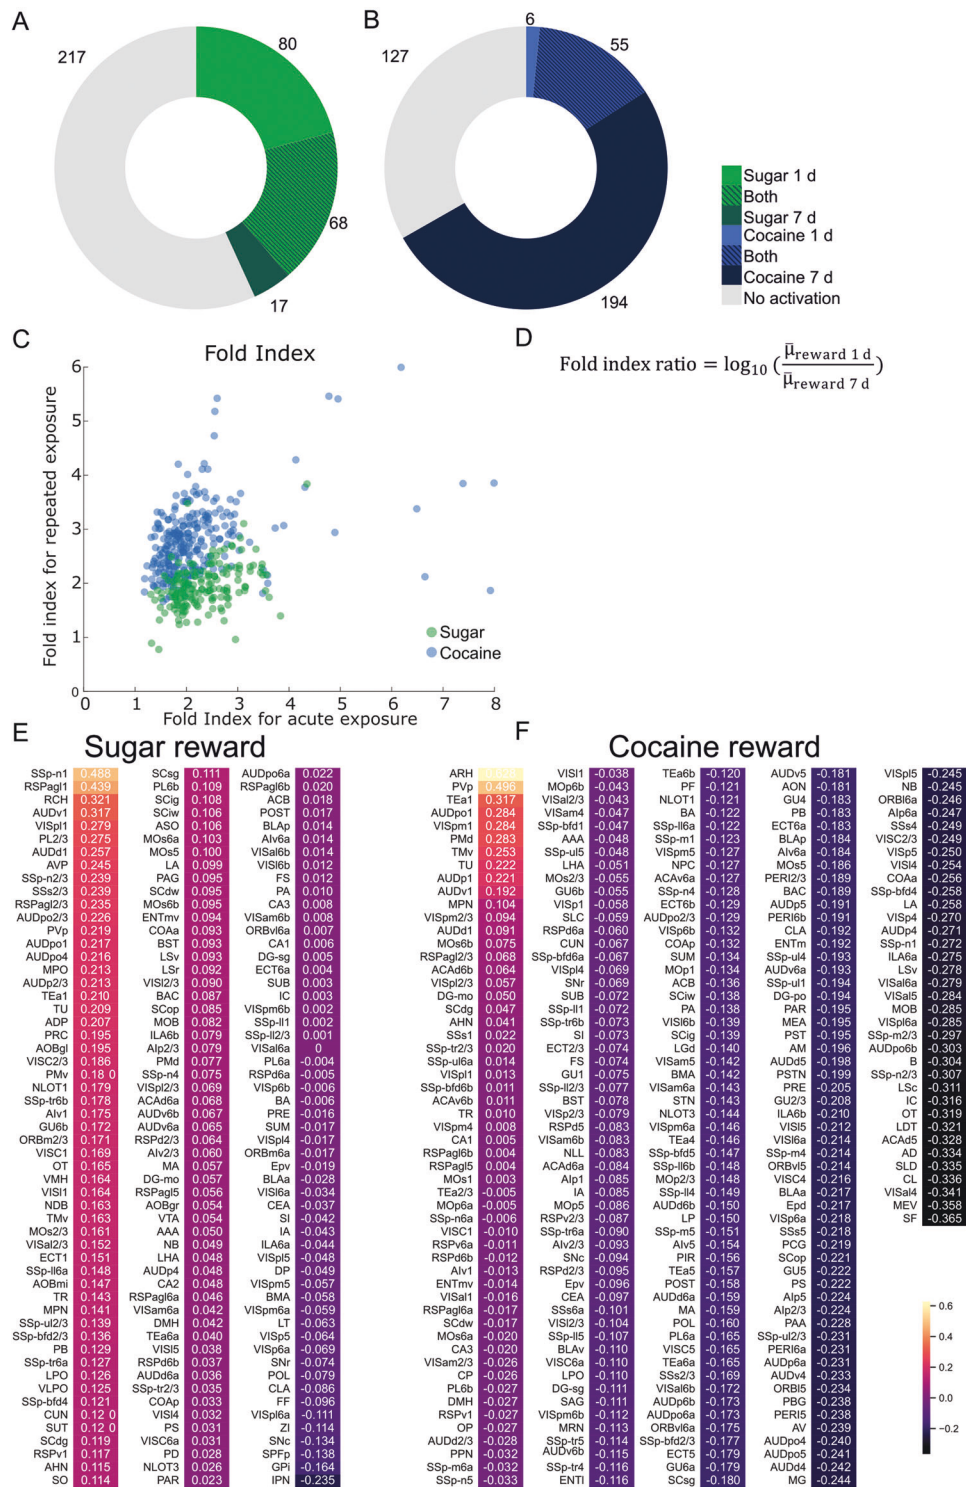 A
217
80
68
17
B
6
55
127
194
Sugar 1 d
Both
Sugar 7 d
Cocaine 1 d
Both
Cocaine 7 d
No activation
C
Fold Index
Fold index for repeated exposure
6
5
4
3
2
1
0
0 1 2 3 4 5 6 7 8
Fold Index for acute exposure
Sugar
Cocaine
D
Fold index ratio = log10 (μ̄reward 1 d / μ̄reward 7 d)
E
Sugar reward
SSp-n1 0.488
RSPagl1 0.439
RCH 0.321
AUDv1 0.317
VISpl1 0.279
PL2/3 0.275
AUDd1 0.257
AVP 0.245
SSp-n2/3 0.239
SSs2/3 0.239
RSPagl2/3 0.235
AUDpo2/3 0.226
PVp 0.219
AUDpo1 0.217
AUDpo4 0.216
MPO 0.213
AUDp2/3 0.213
TEa1 0.210
TU 0.209
ADP 0.207
PRC 0.195
AOBgl 0.195
VISC2/3 0.186
PMv 0.18 0
NLOT1 0.179
SSp-tr6b 0.178
AIv1 0.175
GU6b 0.172
ORBm2/3 0.171
VISC1 0.169
OT 0.165
VMH 0.164
VISl1 0.164
NDB 0.163
TMv 0.163
MOs2/3 0.161
VISal2/3 0.152
ECT1 0.151
SSp-ll6a 0.148
AOBmi 0.147
TR 0.143
MPN 0.141
SSp-ul2/3 0.139
SSp-bfd2/3 0.136
PB 0.129
SSp-tr6a 0.127
LPO 0.126
VLPO 0.125
SSp-bfd4 0.121
CUN 0.12 0
SUT 0.12 0
SCdg 0.119
RSPv1 0.117
AHN 0.115
SO 0.114
SCsg 0.111
PL6b 0.109
SCig 0.108
SCiw 0.106
ASO 0.106
MOs6a 0.103
MOs5 0.100
LA 0.099
PAG 0.095
SCdw 0.095
MOs6b 0.095
ENTmv 0.094
COAa 0.093
BST 0.093
LSv 0.093
LSr 0.092
VISl2/3 0.090
BAC 0.087
SCop 0.085
MOB 0.082
ILA6b 0.079
AIp2/3 0.079
PMd 0.077
SSp-n4 0.075
VISpl2/3 0.069
ACAd6a 0.068
AUDv6b 0.067
AUDv6a 0.065
RSPd2/3 0.064
AIv2/3 0.060
MA 0.057
DG-mo 0.057
RSPagl5 0.056
AOBgr 0.054
VTA 0.054
AAA 0.050
NB 0.049
LHA 0.048
AUDp4 0.048
CA2 0.048
RSPagl6a 0.046
VISam6a 0.042
DMH 0.042
TEa6a 0.040
VISl5 0.038
RSPd6b 0.037
AUDd6a 0.036
SSp-tr2/3 0.035
COAp 0.033
VISl4 0.032
PS 0.031
VISC6a 0.031
PD 0.028
NLOT3 0.026
PAR 0.023
AUDpo6a 0.022
RSPagl6b 0.020
ACB 0.018
POST 0.017
BLAp 0.014
AIv6a 0.014
VISal6b 0.014
VISl6b 0.012
FS 0.012
PA 0.010
CA3 0.008
VISam6b 0.008
ORBvl6a 0.007
CA1 0.006
DG-sg 0.005
ECT6a 0.004
SUB 0.003
IC 0.003
VISpm6b 0.002
SSp-ll1 0.002
SSp-ll2/3 0.001
VISal6a 0
PL6a -0.004
RSPd6a -0.005
VISp6b -0.006
BA -0.006
PRE -0.016
SUM -0.017
VISpl4 -0.017
ORBm6a -0.017
Epv -0.019
BLAa -0.028
VISl6a -0.034
CEA -0.037
SI -0.042
IA -0.043
ILA6a -0.044
VISpl5 -0.048
DP -0.049
VISpm5 -0.057
BMA -0.058
VISpm6a -0.059
LT -0.063
VISp5 -0.064
VISp6a -0.069
SNr -0.074
POL -0.079
CLA -0.086
FF -0.096
VISpl6a -0.111
ZI -0.114
SNc -0.134
SPFp -0.138
SPFi -0.164
IPN -0.235
F
Cocaine reward
ARH
PVp 0.496
TEa1 0.317
AUDpo1 0.284
VISpm1 0.284
PMd 0.283
TMv 0.253
TU 0.222
AUDp1 0.221
AUDv1 0.192
MPN 0.104
VISpm2/3 0.094
AUDd1 0.091
MOs6b 0.075
RSPagl2/3 0.068
ACAd6b 0.064
VISpl2/3 0.057
DG-mo 0.050
SCdg 0.047
AHN 0.041
SSs1 0.022
SSp-tr2/3 0.020
SSp-ul6a 0.014
VISpl1 0.013
SSp-bfd6b 0.011
ACAv6b 0.011
TR 0.010
VISpm4 0.008
CA1 0.005
RSPagl6b 0.004
RSPagl5 0.004
MOs1 0.003
TEa2/3 -0.005
MOp6a -0.005
SSp-n6a -0.006
VISC1 -0.010
RSPv6a -0.011
RSPd6b -0.012
AIv1 -0.013
ENTmv -0.014
VISal1 -0.016
RSPagl6a -0.017
SCdw -0.017
MOs6a -0.020
CA3 -0.020
VISam2/3 -0.026
CP -0.026
PL6b -0.027
DMH -0.027
RSPv1 -0.027
OP -0.027
AUDd2/3 -0.028
PPN -0.032
SSp-m6a -0.032
SSp-n5 -0.033
VISl1 -0.038
MOp6b -0.043
VISal2/3 -0.043
VISam4 -0.047
SSp-bfd1 -0.047
AAA -0.048
SSp-ul5 -0.048
LHA -0.051
MOs2/3 -0.055
GU6b -0.055
VISp1 -0.058
SLC -0.059
RSPd6a -0.060
CUN -0.067
SSp-bfd6a -0.067
VISpl4 -0.069
SNr -0.069
SUB -0.072
SSp-ll1 -0.072
SSp-tr6b -0.073
SI -0.073
ECT2/3 -0.074
FS -0.074
GU1 -0.075
SSp-ll2/3 -0.077
BST -0.078
VISp2/3 -0.079
RSPd5 -0.083
VISam6b -0.083
NLL -0.083
ACAd6a -0.084
AIp1 -0.085
IA -0.085
MOp5 -0.086
RSPv2/3 -0.087
SSp-tr6a -0.090
AIv2/3 -0.093
SNc -0.094
RSPd2/3 -0.095
Epv -0.096
CEA -0.097
SSs6a -0.101
VISl2/3 -0.104
SSp-ll5 -0.107
BLAv -0.110
VISC6a -0.110
LPO -0.110
DG-sg -0.111
SAG -0.111
VISpm6b -0.112
MRN -0.113
SSp-tr5 -0.114
AUDv6b -0.115
SSp-tr4 -0.116
ENTl -0.116
TEa6b -0.120
PF -0.121
NLOT1 -0.121
BA -0.122
SSp-ll6a -0.122
SSp-m1 -0.123
VISpm5 -0.127
NPC -0.127
ACAv6a -0.127
SSp-n4 -0.128
ECT6b -0.129
AUDpo2/3 -0.129
VISp6b -0.132
COAp -0.132
SUM -0.134
MOp1 -0.134
ACB -0.136
SCiw -0.138
PA -0.138
VISl6b -0.139
SCig -0.139
LGd -0.140
VISam5 -0.142
BMA -0.142
VISam6a -0.143
STN -0.143
NLOT3 -0.144
VISpm6a -0.146
TEa4 -0.146
SSp-bfd5 -0.147
SSp-ll6b -0.148
MOp2/3 -0.148
SSp-ll4 -0.149
AUDd6b -0.150
LP -0.150
SSp-m5 -0.151
AIv5 -0.154
PIR -0.156
TEa5 -0.157
POST -0.158
AUDd6a -0.159
MA -0.159
POL -0.160
PL6a -0.165
VISC5 -0.165
TEa6a -0.165
SSs2/3 -0.169
VISal6b -0.172
AUDp6b -0.173
AUDpo6a -0.173
ORBvl6a -0.175
SSp-bfd2/3 -0.177
ECT5 -0.179
GU6a -0.179
SCsg -0.180
AUDv5 -0.181
AON -0.181
GU4 -0.183
PB -0.183
ECT6a -0.183
BLAp -0.184
AIv6a -0.184
MOs5 -0.186
PERl2/3 -0.189
BAC -0.189
AUDp5 -0.191
PERl6b -0.191
CLA -0.192
ENTm -0.192
SSp-ul4 -0.193
AUDv6a -0.193
SSp-ul1 -0.194
DG-po -0.194
PAR -0.195
MEA -0.195
PST -0.195
AM -0.196
AUDd5 -0.198
PSTN -0.199
PRE -0.205
GU2/3 -0.208
ILA6b -0.210
VISl5 -0.212
VISl6a -0.214
SSp-m4 -0.214
ORBvl5 -0.214
VISC4 -0.216
BLAa -0.217
Epd -0.217
VISp6a -0.218
SSs5 -0.218
PCG -0.219
SCop -0.221
GU5 -0.222
PS -0.222
AIp5 -0.224
AIp2/3 -0.224
PAA -0.228
SSp-ul2/3 -0.231
PERl6a -0.231
AUDp6a -0.231
AUDv4 -0.233
ORBl5 -0.234
PBG -0.238
PERl5 -0.238
AV -0.239
AUDpo4 -0.240
AUDpo5 -0.241
AUDd4 -0.242
MG -0.244
VISpl5 -0.245
NB -0.245
ORBl6a -0.246
AIp6a -0.247
SSs4 -0.249
VISC2/3 -0.249
VISp5 -0.250
VISl4 -0.254
COAa -0.256
SSp-bfd4 -0.258
LA -0.258
VISp4 -0.270
AUDp4 -0.271
SSp-n1 -0.272
ILA6a -0.275
LSv -0.278
VISal6a -0.279
VISal5 -0.284
MOB -0.285
VISpl6a -0.285
SSp-m2/3 -0.297
AUDpo6b -0.303
B -0.304
SSp-n2/3 -0.307
LSc -0.311
IC -0.316
OT -0.319
LDT -0.321
ACAd5 -0.328
AD -0.334
SLD -0.335
CL -0.336
VISal4 -0.341
MEV -0.358
SF -0.365
0.6
0.4
0.2
0.0
-0.2